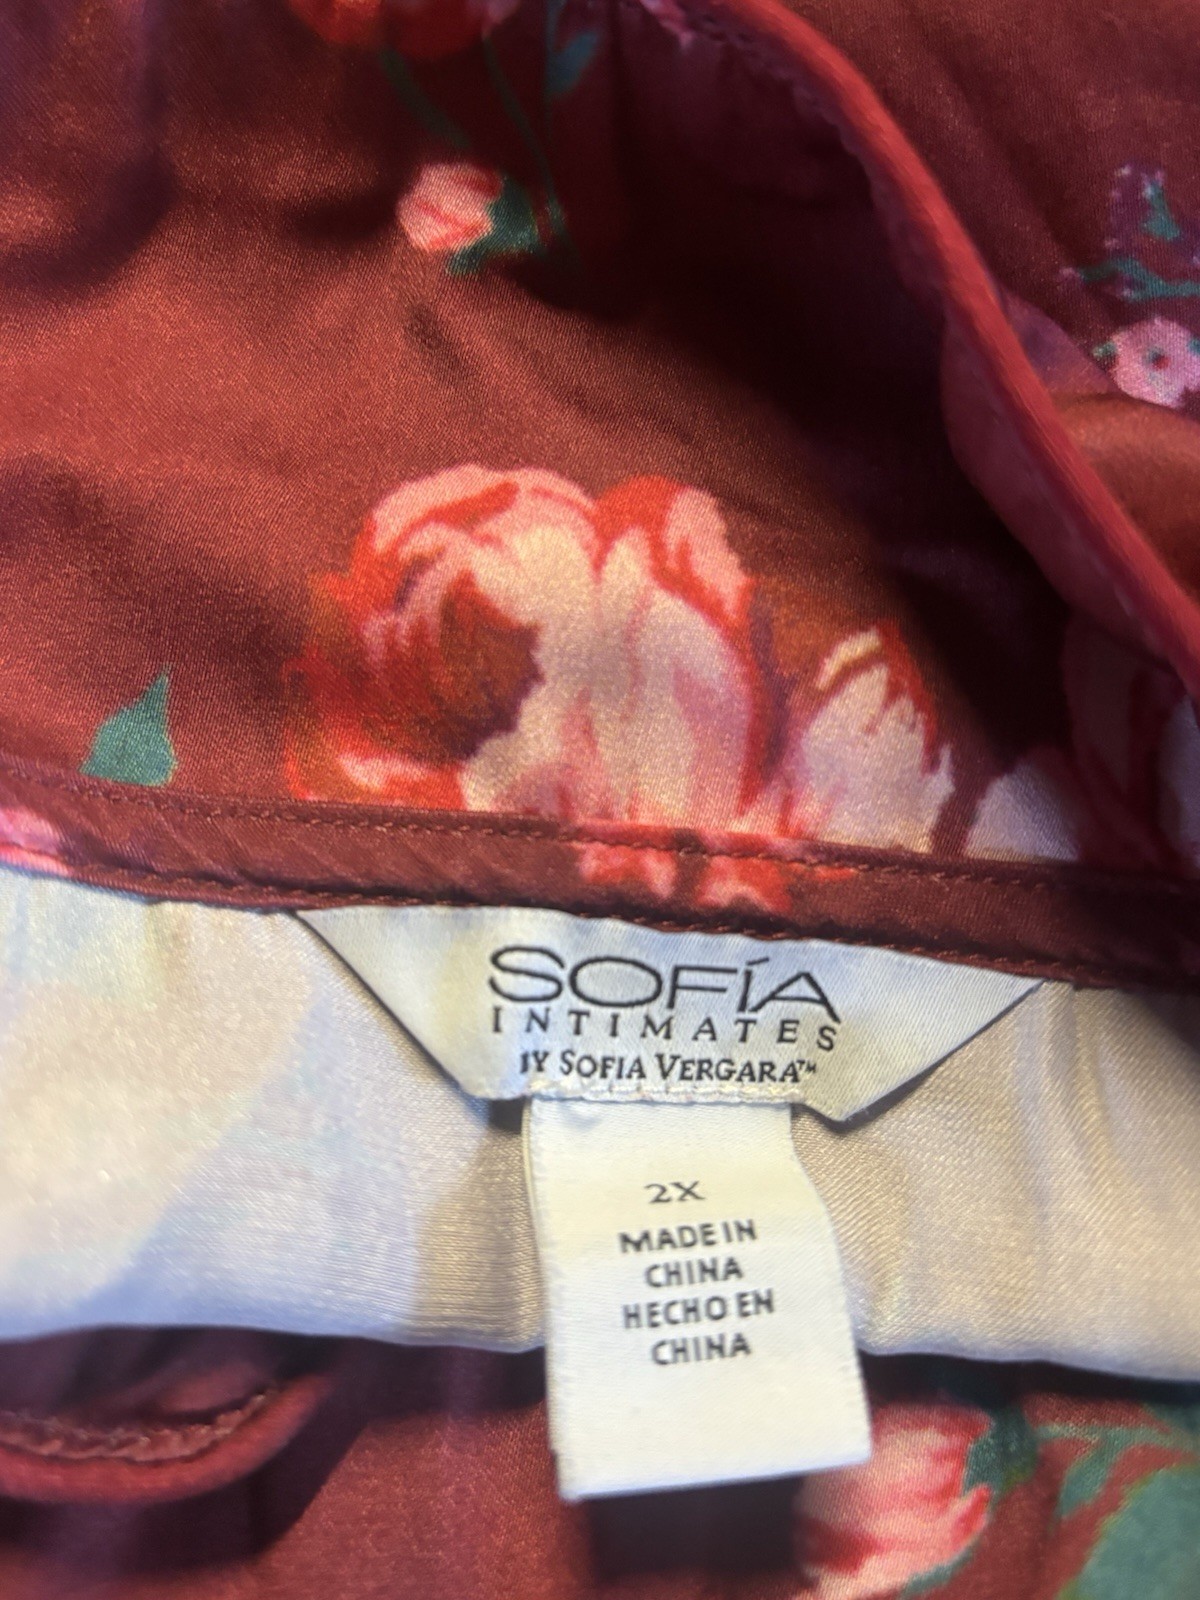 SOFíA
INTIMATES
BY SOFIA VERGARA™
2X
MADE IN
CHINA
HECHO EN
CHINA